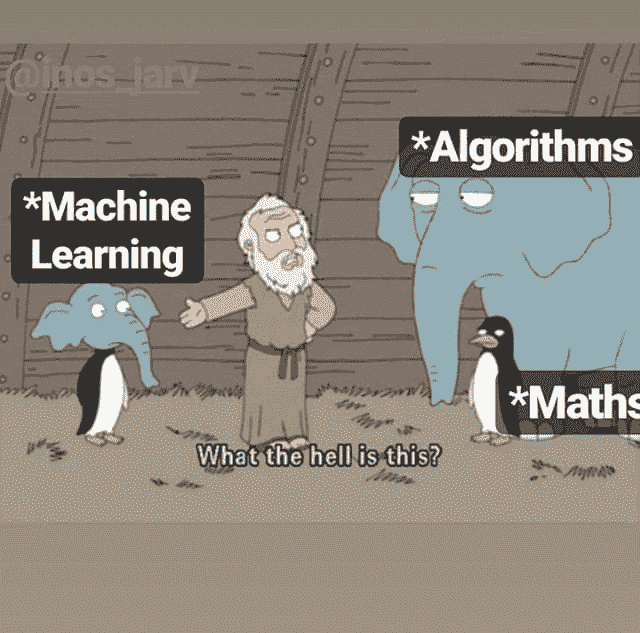 @inos_jarv
*Algorithms
*Machine
Learning
*Maths
What the hell is this?